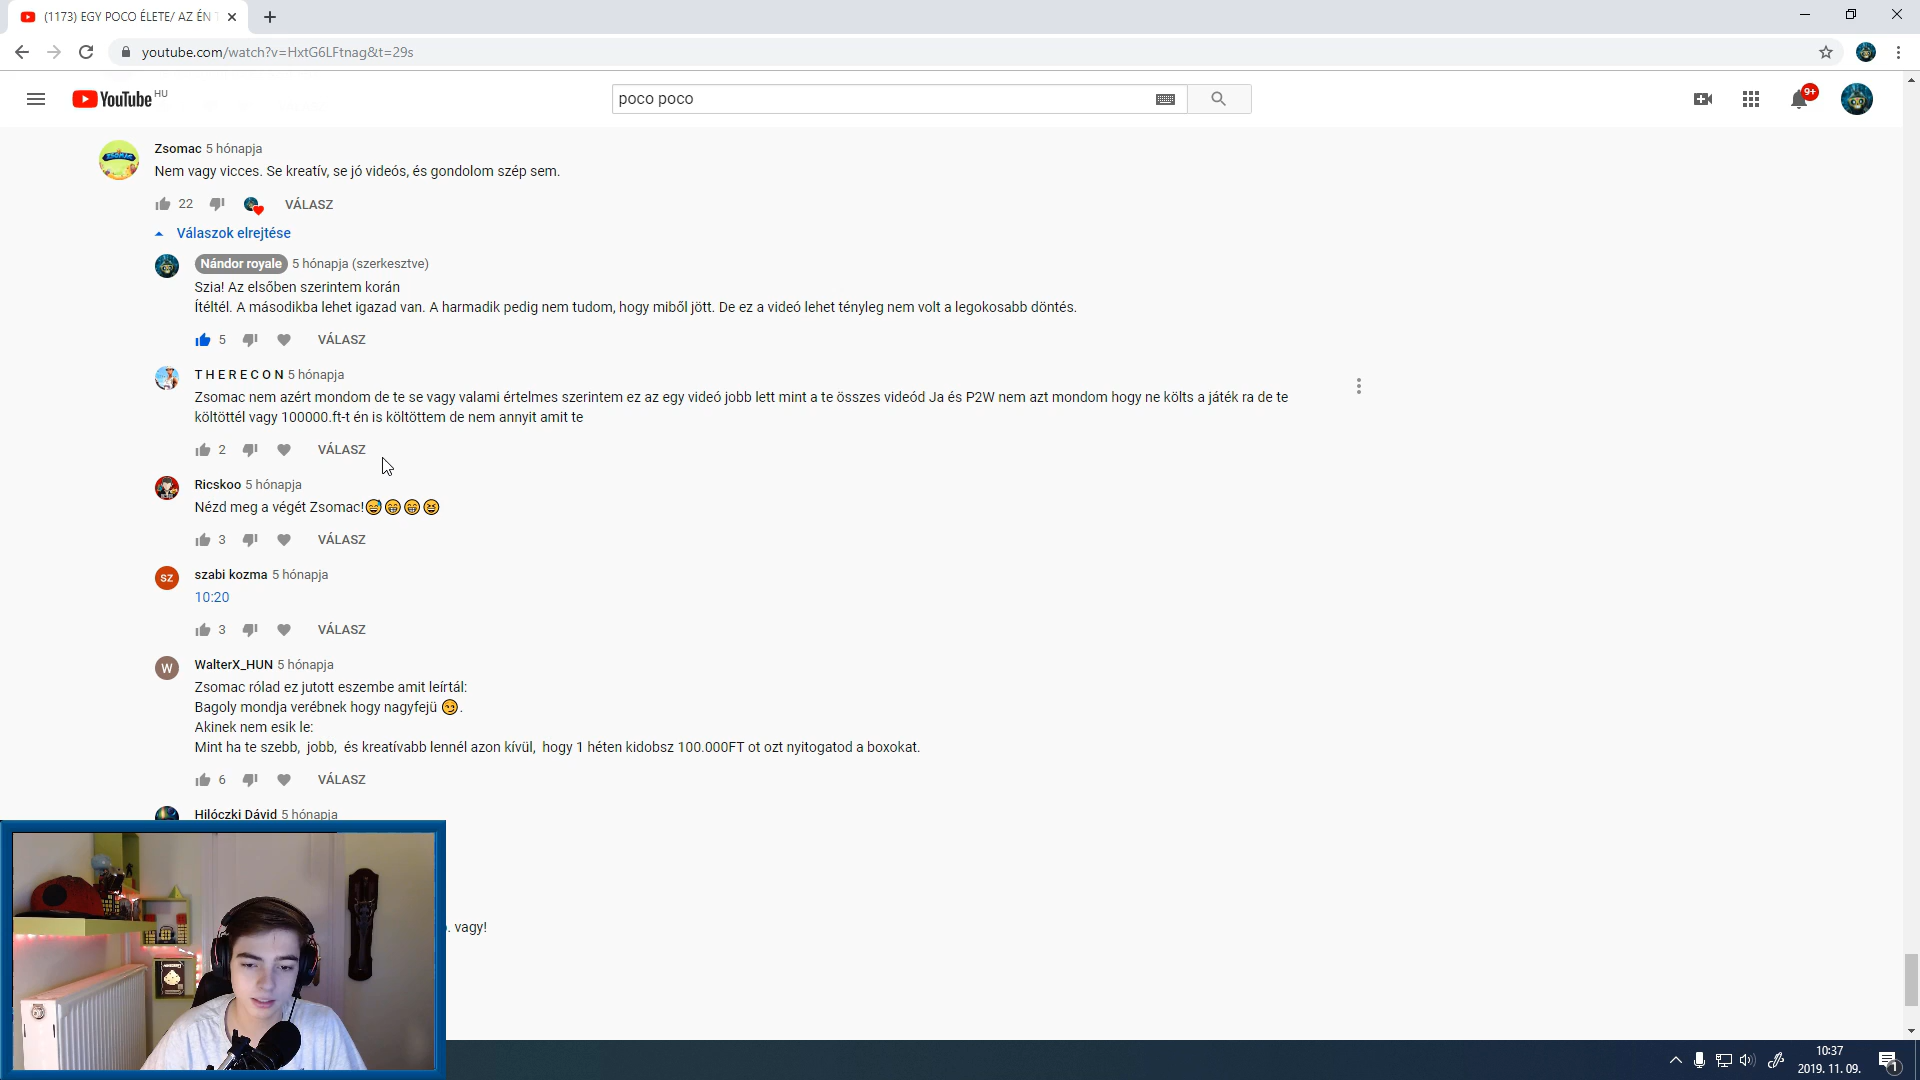 (1173) EGY POCO ÉLETE/ AZ ÉN T
youtube.com/watch?v=HxtG6LFtnag&t=29s
YouTube HU
poco poco
9+
Zsomac 5 hónapja
Nem vagy vicces. Se kreatív, se jó videós, és gondolom szép sem.
22 VÁLASZ
Válaszok elrejtése
Nándor royale 5 hónapja (szerkesztve)
Szia! Az elsőben szerintem korán
Ítéltél. A másodikba lehet igazad van. A harmadik pedig nem tudom, hogy miből jött. De ez a videó lehet tényleg nem volt a legokosabb döntés.
5 VÁLASZ
T H E R E C O N 5 hónapja
Zsomac nem azért mondom de te se vagy valami értelmes szerintem ez az egy videó jobb lett mint a te összes videód Ja és P2W nem azt mondom hogy ne költs a játék ra de te
költöttél vagy 100000.ft-t én is költöttem de nem annyit amit te
2 VÁLASZ
Ricskoo 5 hónapja
Nézd meg a végét Zsomac!😅😁😁😆
3 VÁLASZ
SZ
szabi kozma 5 hónapja
10:20
3 VÁLASZ
W
WalterX_HUN 5 hónapja
Zsomac rólad ez jutott eszembe amit leírtál:
Bagoly mondja verébnek hogy nagyfejü 😏.
Akinek nem esik le:
Mint ha te szebb, jobb, és kreatívabb lennél azon kívül, hogy 1 héten kidobsz 100.000FT ot ozt nyitogatod a boxokat.
6 VÁLASZ
Hilóczki Dávid 5 hónapja
. vagy!
10:37
2019. 11. 09.
1